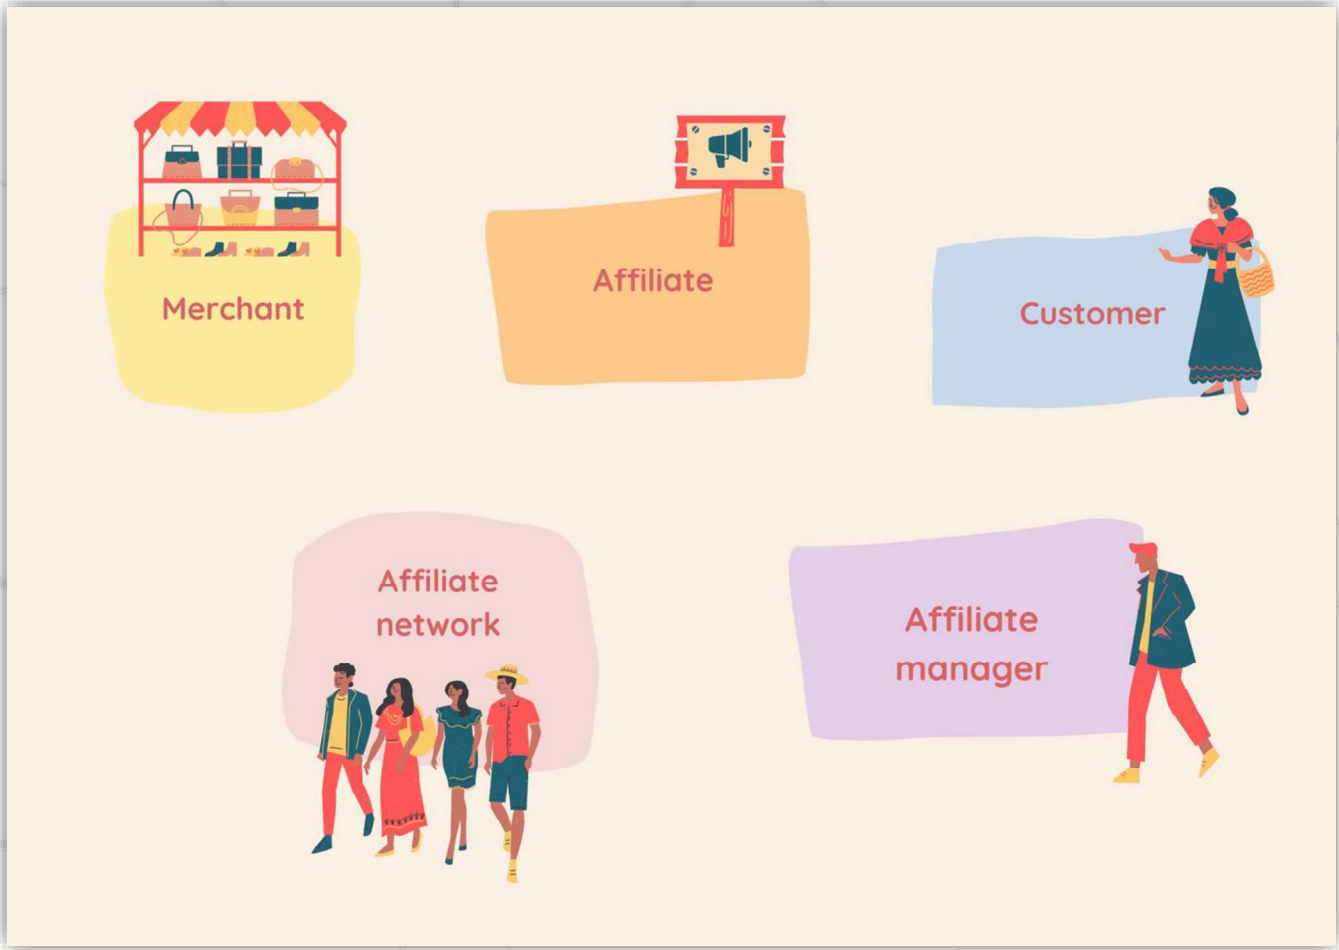 Merchant
Affiliate
Customer
Affiliate
network
Affiliate
manager